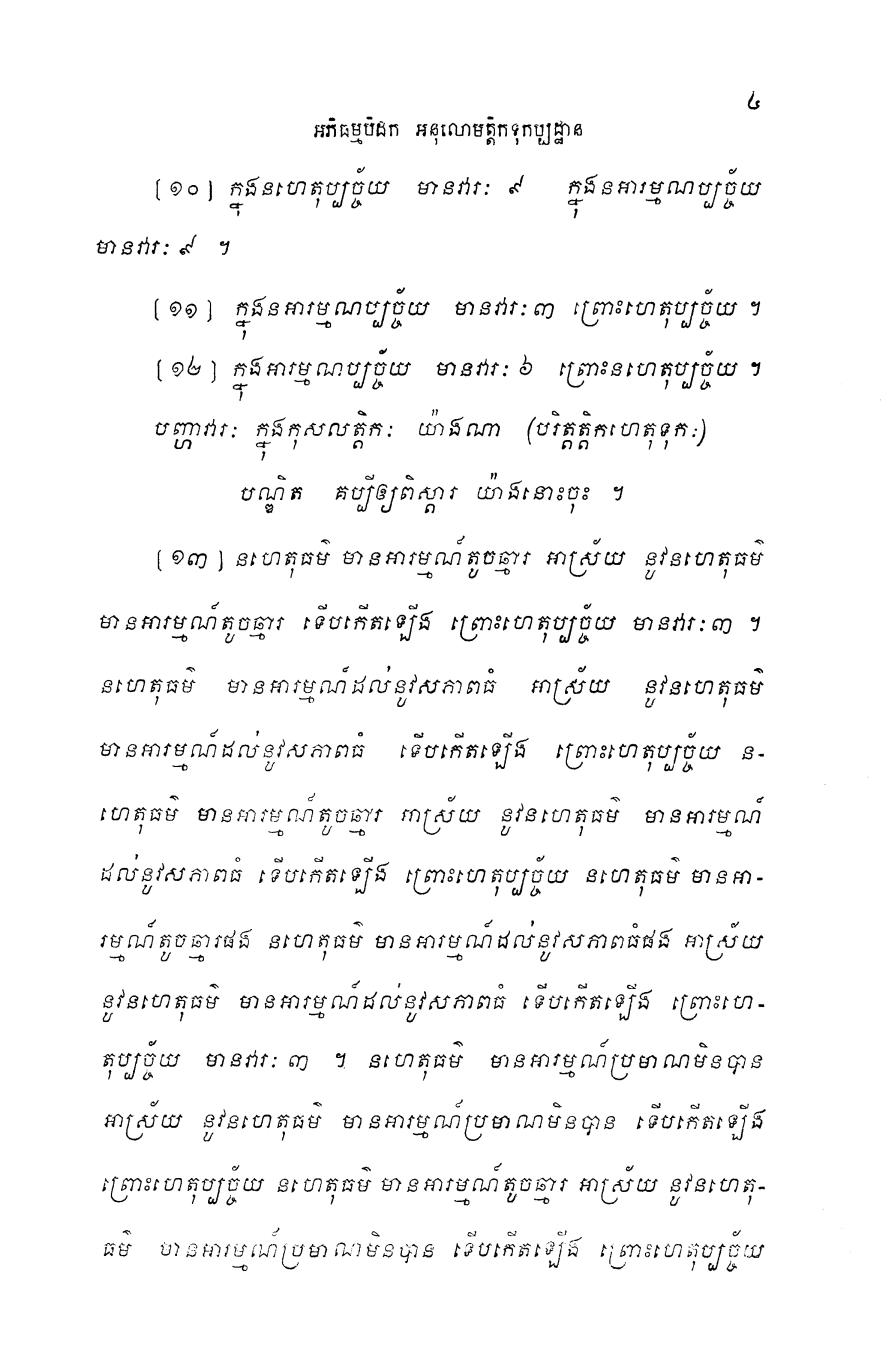 ៤
អភិធម្មបិដក អនុលោមត្តិកទុកប្បដ្ឋាន
[១០] ក្នុងនហេតុប្បច្ច័យ មានវារៈ ៩ ក្នុងនអារម្មណប្បច្ច័យ
មានវារៈ ៩ ។
[១១] ក្នុងនអារម្មណប្បច្ច័យ មានវារៈ ៣ ព្រោះហេតុប្បច្ច័យ ។
[១២] ក្នុងអារម្មណប្បច្ច័យ មានវារៈ ៦ ព្រោះនហេតុប្បច្ច័យ ។
បញ្ហាវារៈ ក្នុងកុសលត្តិកៈ យ៉ាងណា (បរិត្តត្តិកហេតុទុកៈ)
បណ្ឌិត គប្បីឲ្យពិស្តារ យ៉ាងនោះចុះ ។
[១៣] នហេតុធម៌ មានអារម្មណ៍តូចឆ្មារ អាស្រ័យ នូវនហេតុធម៌
មានអារម្មណ៍តូចឆ្មារ ទើបកើតឡើង ព្រោះហេតុប្បច្ច័យ មានវារៈ ៣ ។
នហេតុធម៌ មានអារម្មណ៍ដល់នូវសភាពធំ អាស្រ័យ នូវនហេតុធម៌
មានអារម្មណ៍ដល់នូវសភាពធំ ទើបកើតឡើង ព្រោះហេតុប្បច្ច័យ ន-
ហេតុធម៌ មានអារម្មណ៍តូចឆ្មារ អាស្រ័យ នូវនហេតុធម៌ មានអារម្មណ៍
ដល់នូវសភាពធំ ទើបកើតឡើង ព្រោះហេតុប្បច្ច័យ នហេតុធម៌ មានអា-
រម្មណ៍តូចឆ្មារផង នហេតុធម៌ មានអារម្មណ៍ដល់នូវសភាពធំផង អាស្រ័យ
នូវនហេតុធម៌ មានអារម្មណ៍ដល់នូវសភាពធំ ទើបកើតឡើង ព្រោះហេ-
តុប្បច្ច័យ មានវារៈ ៣ ។ នហេតុធម៌ មានអារម្មណ៍ប្រមាណមិនបាន
អាស្រ័យ នូវនហេតុធម៌ មានអារម្មណ៍ប្រមាណមិនបាន ទើបកើតឡើង
ព្រោះហេតុប្បច្ច័យ នហេតុធម៌ មានអារម្មណ៍តូចឆ្មារ អាស្រ័យ នូវនហេតុ-
ធម៌ មានអារម្មណ៍ប្រមាណមិនបាន ទើបកើតឡើង ព្រោះហេតុប្បច្ច័យ